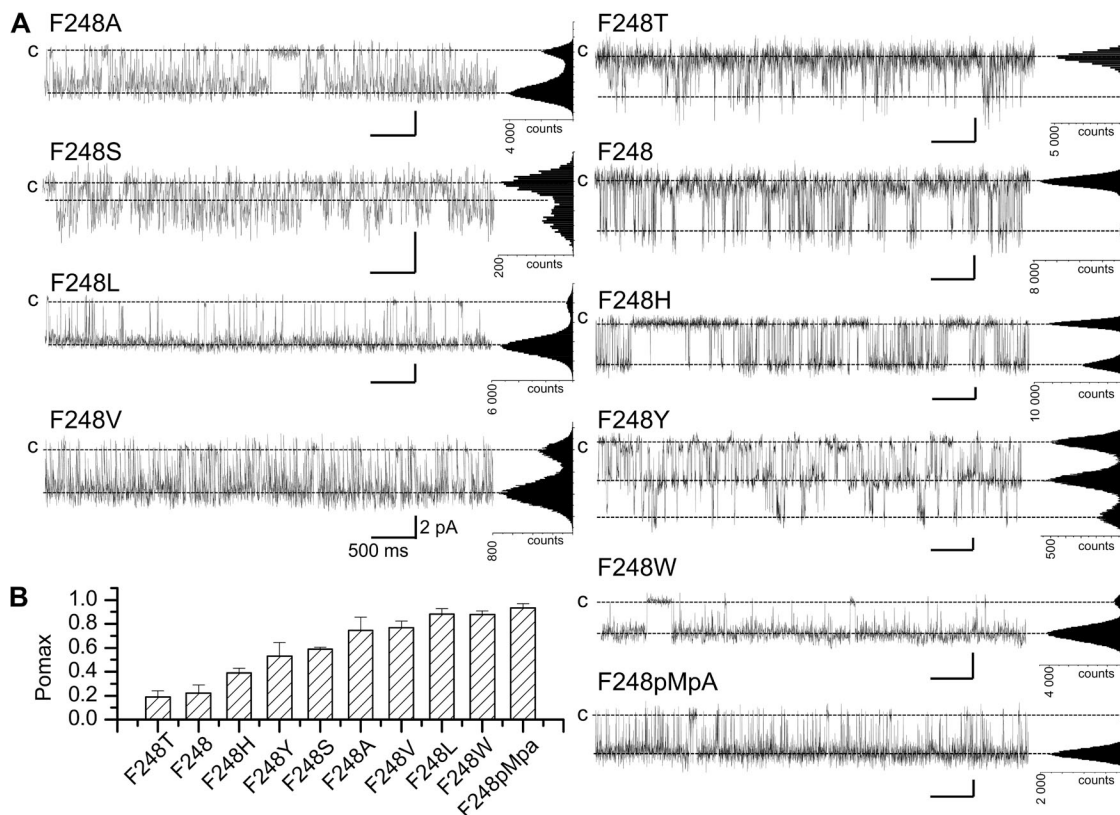 A
F248A
c
counts
4 000
F248S
c
counts
200
F248L
c
counts
6 000
F248V
c
2 pA
500 ms
counts
800
F248T
c
counts
5 000
F248
c
counts
8 000
F248H
c
counts
10 000
F248Y
c
counts
500
F248W
c
counts
4 000
F248pMpA
c
counts
2 000
B
Pomax
1.0
0.8
0.6
0.4
0.2
0.0
F248T
F248
F248H
F248Y
F248S
F248A
F248V
F248L
F248W
F248pMpa